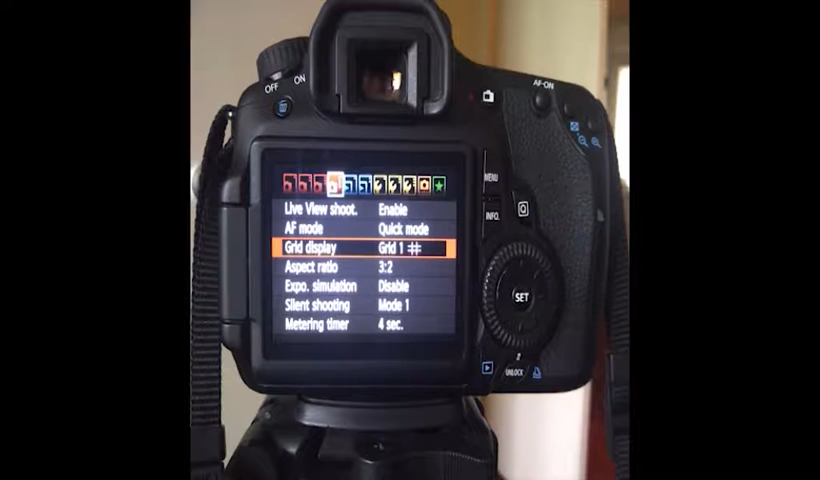 OFF ON
AF-ON
MENU
INFO.
Q
Live View shoot. Enable
AF mode Quick mode
Grid display Grid 1
Aspect ratio 3:2
Expo. simulation Disable
Silent shooting Mode 1
Metering timer 4 sec.
SET
UNLOCK